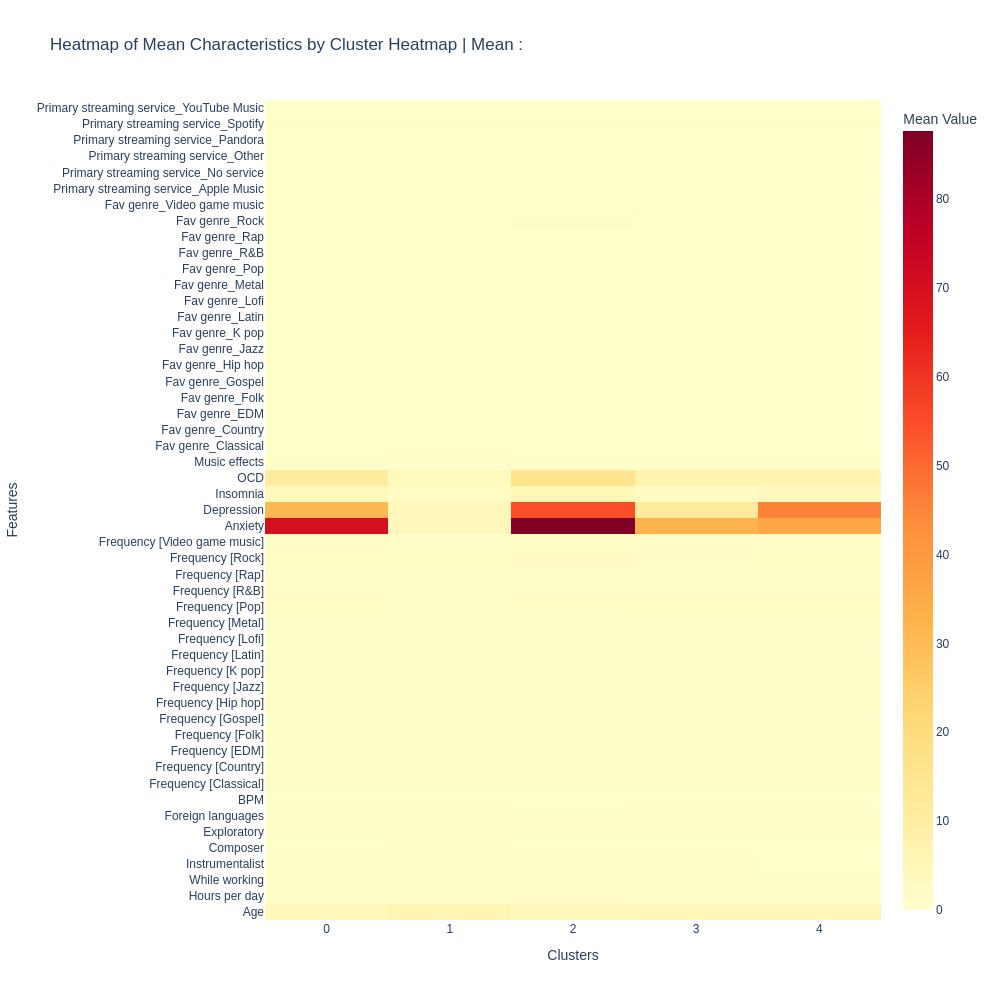 Heatmap of Mean Characteristics by Cluster Heatmap | Mean :
Mean Value
Primary streaming service_YouTube Music
Primary streaming service_Spotify
Primary streaming service_Pandora
Primary streaming service_Other
Primary streaming service_No service
Primary streaming service_Apple Music
Fav genre_Video game music
Fav genre_Rock
Fav genre_Rap
Fav genre_R&B
Fav genre_Pop
Fav genre_Metal
Fav genre_Lofi
Fav genre_Latin
Fav genre_K pop
Fav genre_Jazz
Fav genre_Hip hop
Fav genre_Gospel
Fav genre_Folk
Fav genre_EDM
Fav genre_Country
Fav genre_Classical
Music effects
OCD
Insomnia
Depression
Anxiety
Frequency [Video game music]
Frequency [Rock]
Frequency [Rap]
Frequency [R&B]
Frequency [Pop]
Frequency [Metal]
Frequency [Lofi]
Frequency [Latin]
Frequency [K pop]
Frequency [Jazz]
Frequency [Hip hop]
Frequency [Gospel]
Frequency [Folk]
Frequency [EDM]
Frequency [Country]
Frequency [Classical]
BPM
Foreign languages
Exploratory
Composer
Instrumentalist
While working
Hours per day
Age
Features
0 1 2 3 4
Clusters
80
70
60
50
40
30
20
10
0